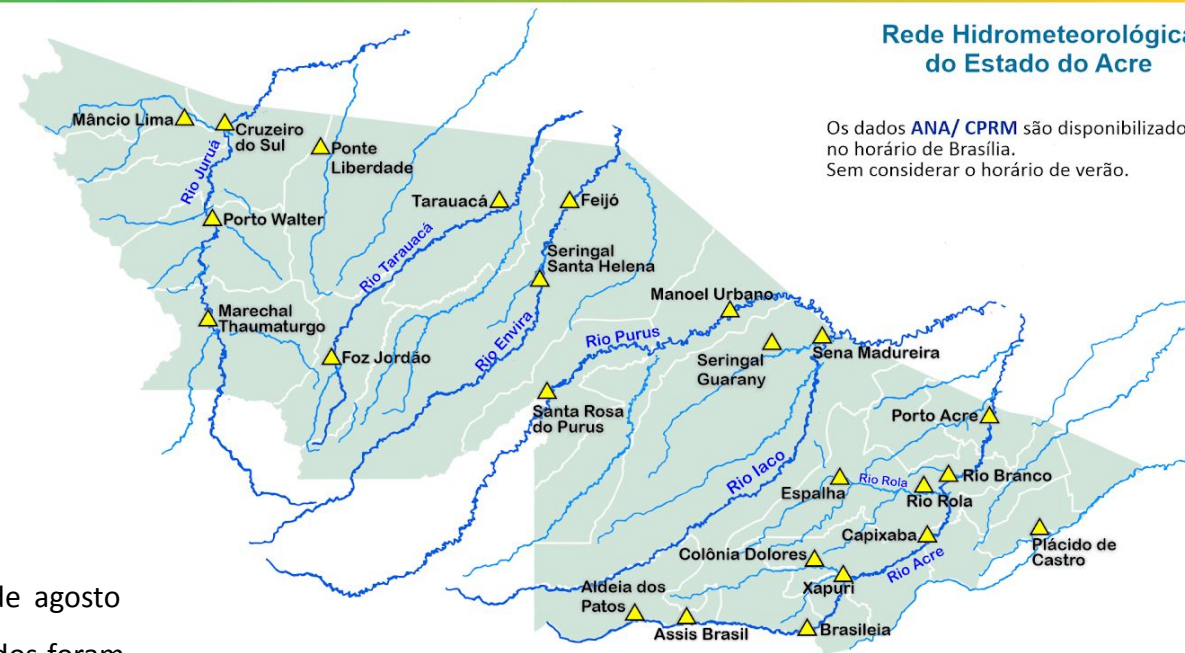 Rede Hidrometeorológica
do Estado do Acre
Os dados ANA/ CPRM são disponibilizado
no horário de Brasília.
Sem considerar o horário de verão.
Mâncio Lima
Cruzeiro
do Sul
Ponte
Liberdade
Rio Juruá
Porto Walter
Tarauacá
Feijó
Rio Tarauacá
Seringal
Santa Helena
Marechal
Thaumaturgo
Foz Jordão
Rio Envira
Manoel Urbano
Rio Purus
Seringal
Guarany
Sena Madureira
Santa Rosa
do Purus
Porto Acre
Rio Iaco
Espalha
Rio Rola
Rio Branco
Rio Rola
Capixaba
Plácido de
Castro
Colônia Dolores
Rio Acre
Xapuri
Aldeia dos
Patos
Assis Brasil
Brasileia
de agosto
dos foram